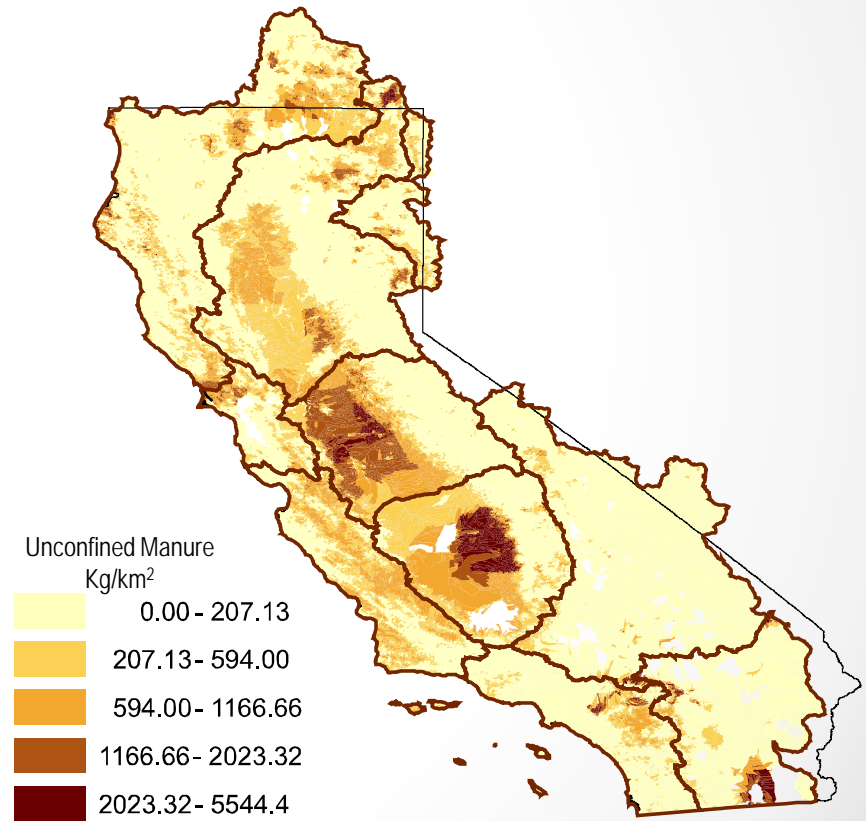 Unconfined Manure
Kg/km²
0.00 - 207.13
207.13 - 594.00
594.00 - 1166.66
1166.66 - 2023.32
2023.32 - 5544.4